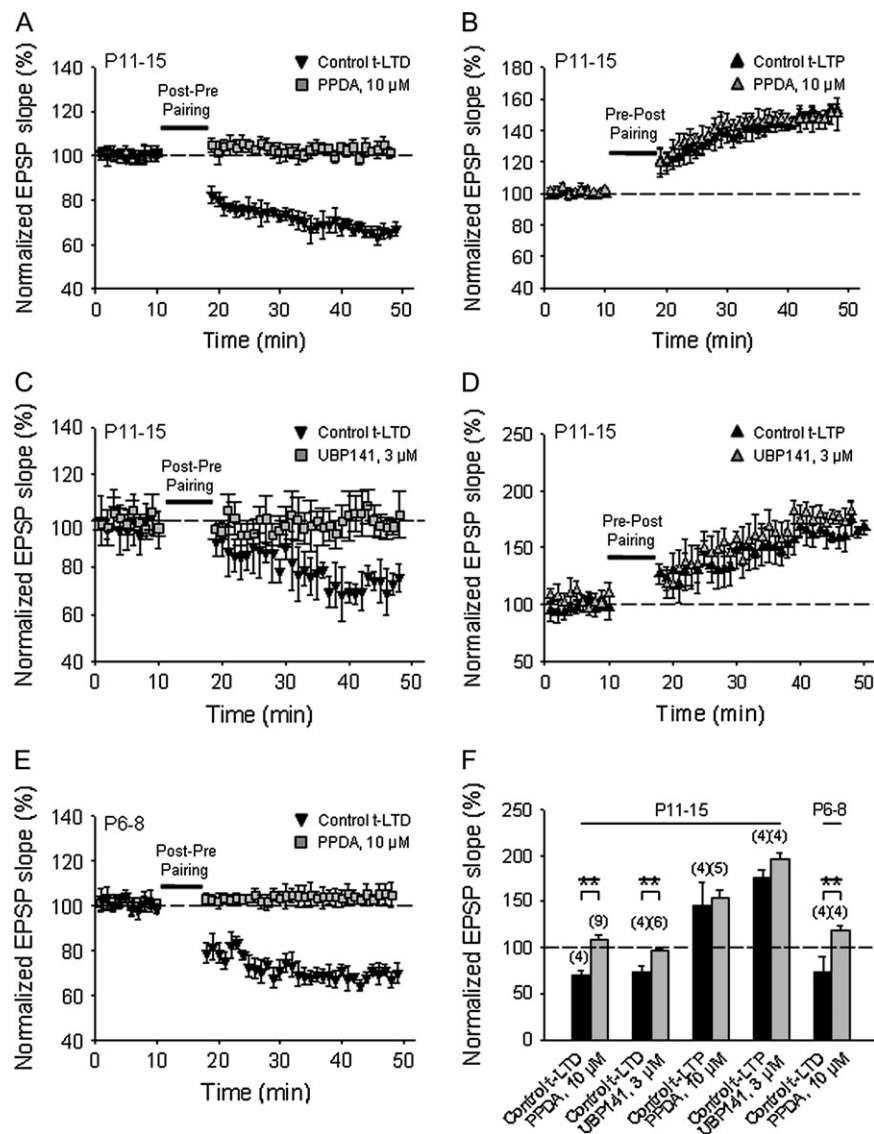 A
Normalized EPSP slope (%)
P11-15
Control t-LTD
PPDA, 10 µM
Post-Pre
Pairing
140
120
100
80
60
40
0 10 20 30 40 50
Time (min)
B
Normalized EPSP slope (%)
P11-15
Control t-LTP
PPDA, 10 µM
Pre-Post
Pairing
180
160
140
120
100
80
60
40
0 10 20 30 40 50
Time (min)
C
Normalized EPSP slope (%)
P11-15
Control t-LTD
UBP141, 3 µM
Post-Pre
Pairing
140
120
100
80
60
40
0 10 20 30 40 50
Time (min)
D
Normalized EPSP slope (%)
P11-15
Control t-LTP
UBP141, 3 µM
Pre-Post
Pairing
250
200
150
100
50
0 10 20 30 40 50
Time (min)
E
Normalized EPSP slope (%)
P6-8
Control t-LTD
PPDA, 10 µM
Post-Pre
Pairing
140
120
100
80
60
40
0 10 20 30 40 50
Time (min)
F
Normalized EPSP slope (%)
P11-15 P6-8
250
200
150
100
50
0
** ** **
(4) (9) (4)(6) (4)(5) (4)(4) (4)(4)
Control t-LTD
PPDA, 10 µM
Control t-LTD
UBP141, 3 µM
Control t-LTP
PPDA, 10 µM
Control t-LTP
UBP141, 3 µM
Control t-LTD
PPDA, 10 µM